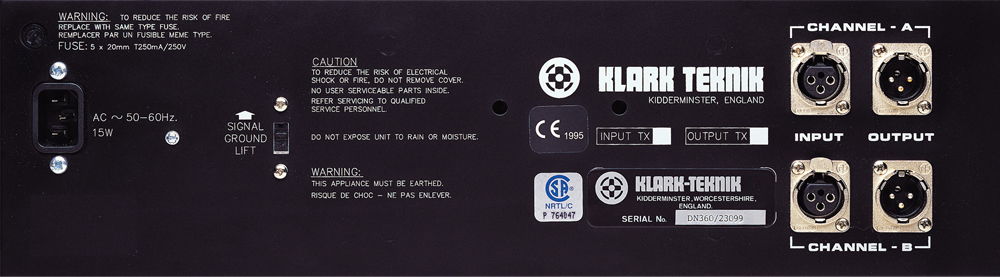 WARNING: TO REDUCE THE RISK OF FIRE
REPLACE WITH SAME TYPE FUSE.
REMPLACER PAR UN FUSIBLE MEME TYPE.
FUSE: 5 x 20mm T250mA/250V
AC ~ 50-60Hz.
15W
SIGNAL
GROUND
LIFT
CAUTION
TO REDUCE THE RISK OF ELECTRICAL
SHOCK OR FIRE, DO NOT REMOVE COVER.
NO USER SERVICEABLE PARTS INSIDE.
REFER SERVICING TO QUALIFIED
SERVICE PERSONNEL.
DO NOT EXPOSE UNIT TO RAIN OR MOISTURE.
WARNING:
THIS APPLIANCE MUST BE EARTHED.
RISQUE DE CHOC - NE PAS ENLEVER.
KLARK TEKNIK
KIDDERMINSTER, ENGLAND
CE 1995
INPUT TX
OUTPUT TX
SA ®
NRTL/C
P 764047
KLARK-TEKNIK
KIDDERMINSTER, WORCESTERSHIRE,
ENGLAND.
SERIAL No. DN360/23099
CHANNEL - A
INPUT
OUTPUT
CHANNEL - B